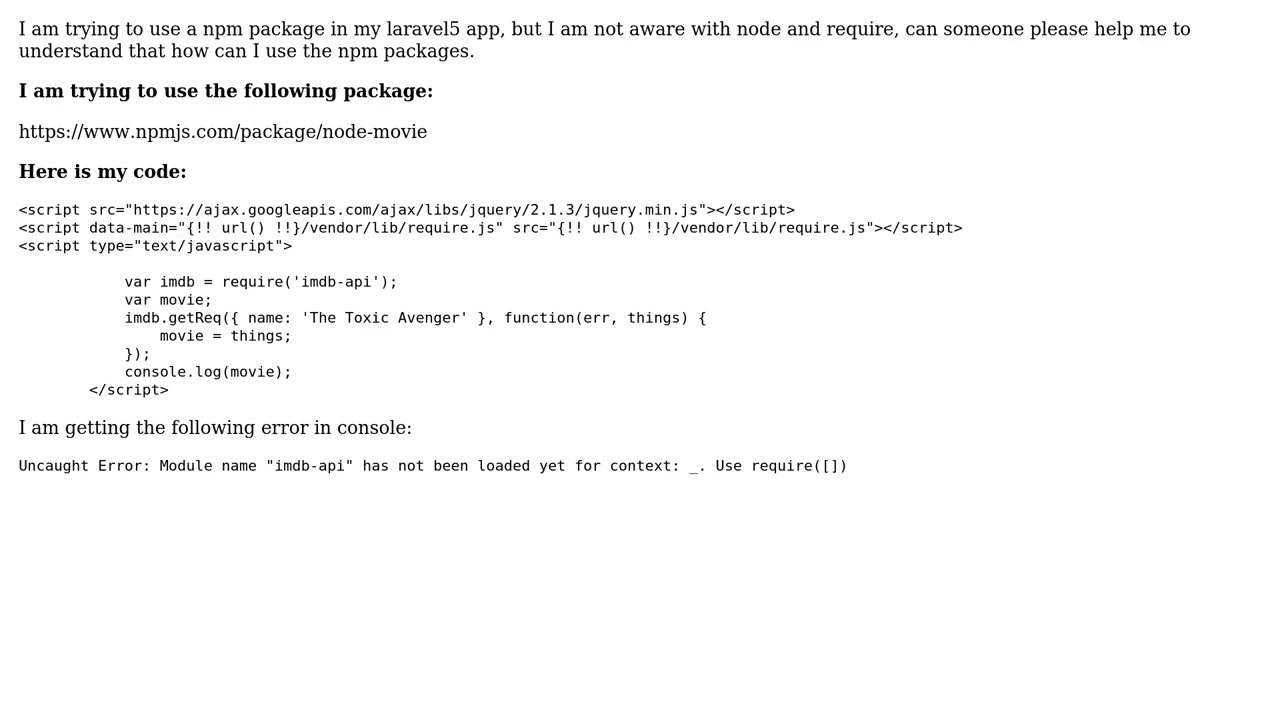 I am trying to use a npm package in my laravel5 app, but I am not aware with node and require, can someone please help me to
understand that how can I use the npm packages.
I am trying to use the following package:
https://www.npmjs.com/package/node-movie
Here is my code:
<script src="https://ajax.googleapis.com/ajax/libs/jquery/2.1.3/jquery.min.js"></script>
<script data-main="{!! url() !!}/vendor/lib/require.js" src="{!! url() !!}/vendor/lib/require.js"></script>
<script type="text/javascript">
            var imdb = require('imdb-api');
            var movie;
            imdb.getReq({ name: 'The Toxic Avenger' }, function(err, things) {
                movie = things;
            });
            console.log(movie);
        </script>
I am getting the following error in console:
Uncaught Error: Module name "imdb-api" has not been loaded yet for context: _. Use require([])